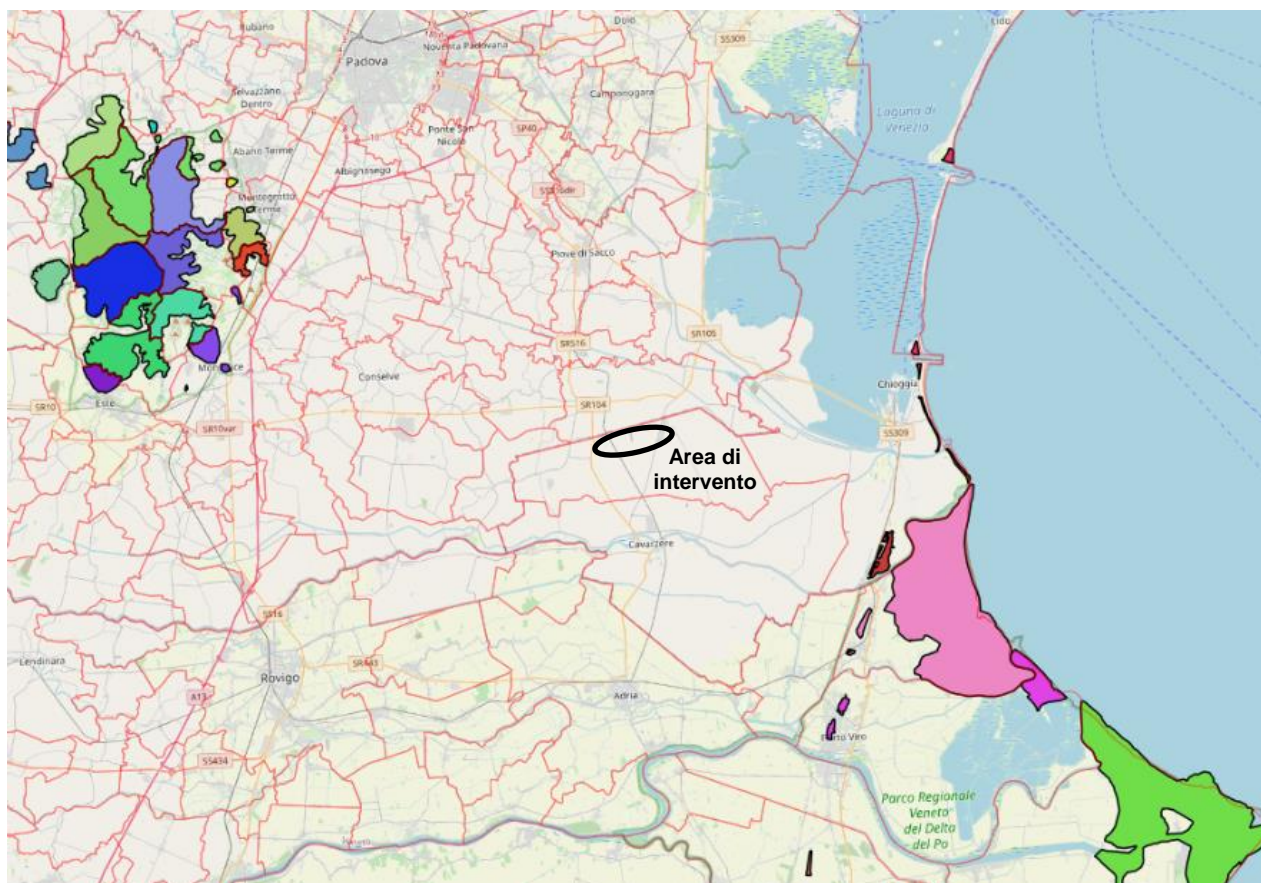 Rubano
Dolo
Lido
Noventa Padovana
SS309
Padova
Selvazzano
Dentro
Camponogara
Laguna di
Venezia
Ponte San
Nicolò
SP40
Abano Terme
Albignasego
Montegrotto
Terme
Piove di Sacco
SR516
SR105
Conselve
Chioggia
Este
SR10
SR104
SR10var
SS309
Area di
intervento
Cavarzere
SS16
Lendinara
SR443
Rovigo
A13
Adria
Porto Viro
SS434
Parco Regionale
Veneto
del Delta
del Po